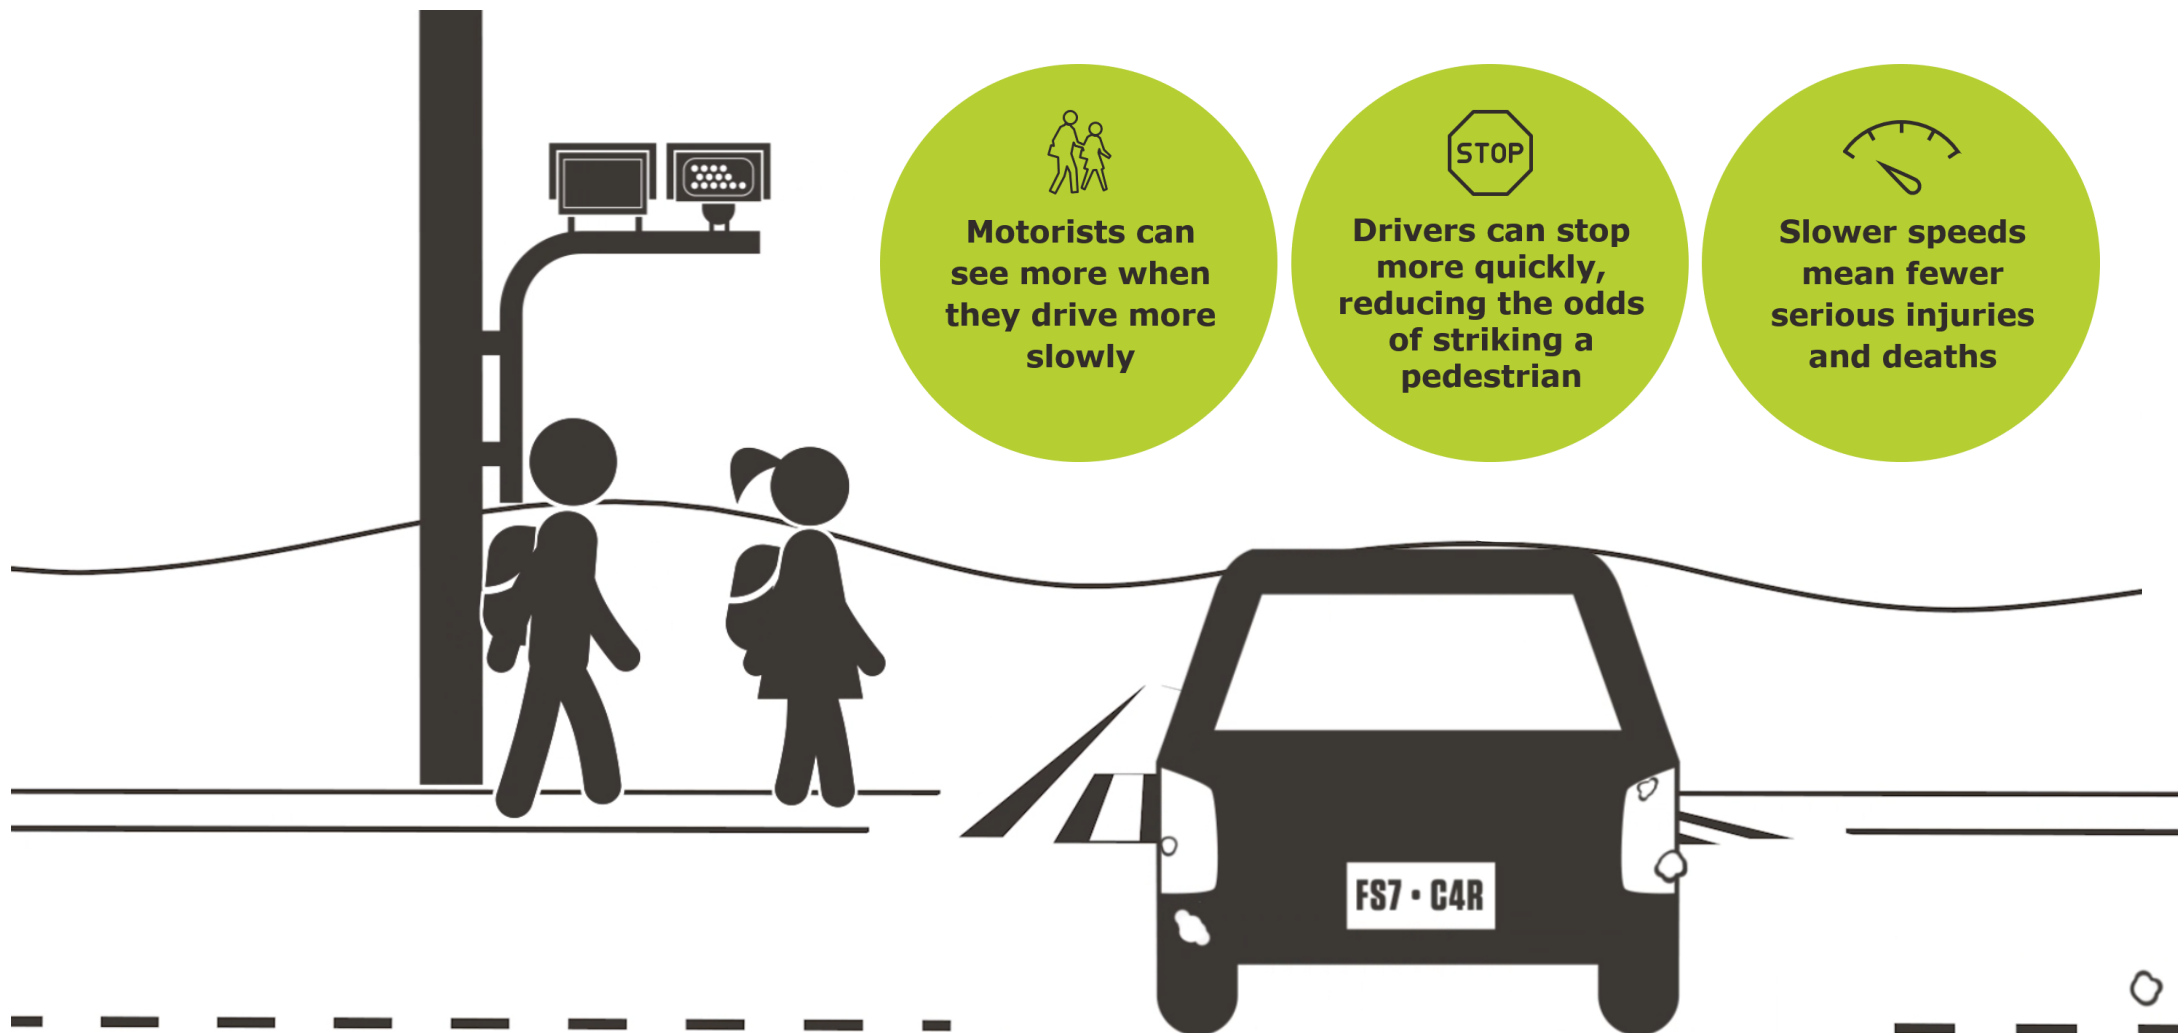 Motorists can
see more when
they drive more
slowly
STOP
Drivers can stop
more quickly,
reducing the odds
of striking a
pedestrian
Slower speeds
mean fewer
serious injuries
and deaths
FS7 • C4R